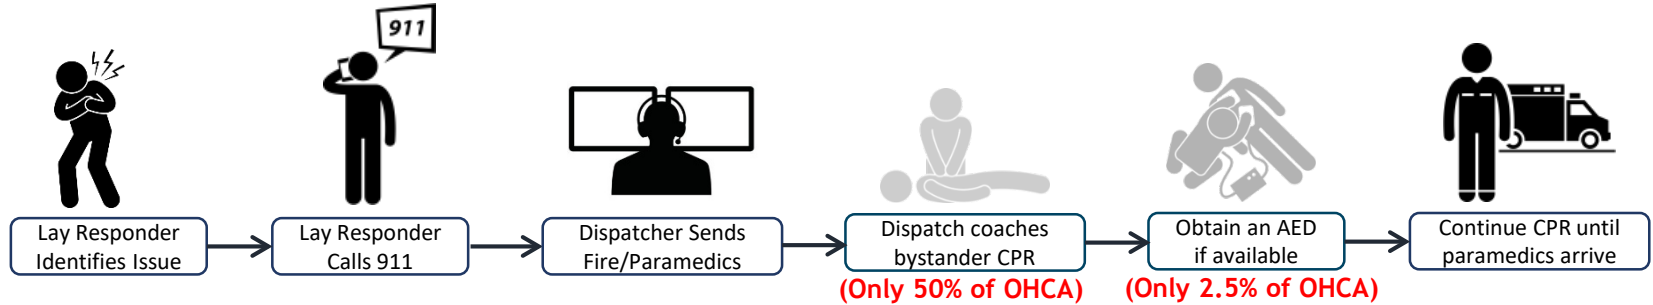 911
Lay Responder
Identifies Issue
Lay Responder
Calls 911
Dispatcher Sends
Fire/Paramedics
Dispatch coaches
bystander CPR
(Only 50% of OHCA)
Obtain an AED
if available
(Only 2.5% of OHCA)
Continue CPR until
paramedics arrive